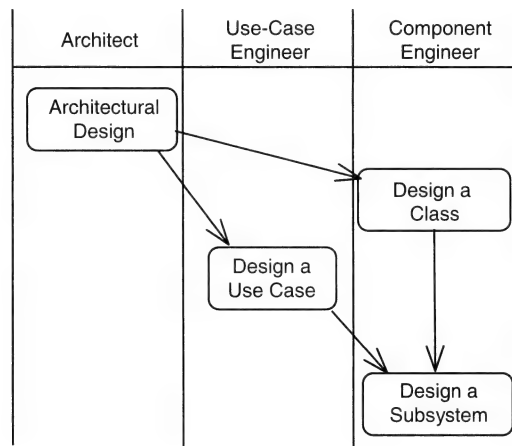 Architect
Use-Case
Engineer
Component
Engineer
Architectural
Design
Design a
Class
Design a
Use Case
Design a
Subsystem